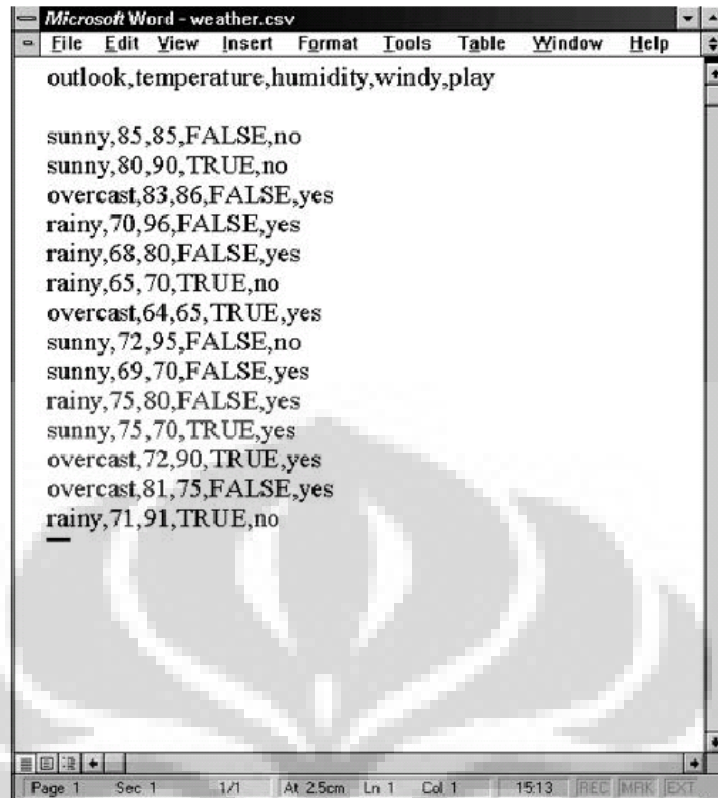 Microsoft Word - weather.csv
File Edit View Insert Format Tools Table Window Help
outlook,temperature,humidity,windy,play
sunny,85,85,FALSE,no
sunny,80,90,TRUE,no
overcast,83,86,FALSE,yes
rainy,70,96,FALSE,yes
rainy,68,80,FALSE,yes
rainy,65,70,TRUE,no
overcast,64,65,TRUE,yes
sunny,72,95,FALSE,no
sunny,69,70,FALSE,yes
rainy,75,80,FALSE,yes
sunny,75,70,TRUE,yes
overcast,72,90,TRUE,yes
overcast,81,75,FALSE,yes
rainy,71,91,TRUE,no
Page 1 Sec 1 1/1 At 2.5cm Ln 1 Col 1 15:13 REC MRK EXT